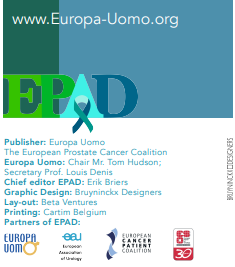 www.Europa-Uomo.org
EPAD
Publisher: Europa Uomo
The European Prostate Cancer Coalition
Europa Uomo: Chair Mr. Tom Hudson;
Secretary Prof. Louis Denis
Chief editor EPAD: Erik Briers
Graphic Design: Bruyninckx Designers
Lay-out: Beta Ventures
Printing: Cartim Belgium
Partners of EPAD:
EUROPA
UOMO
eau
European
Association
of Urology
EUROPEAN
CANCER
PATIENT
COALITION
30
BRUYNINCKXDESIGNERS